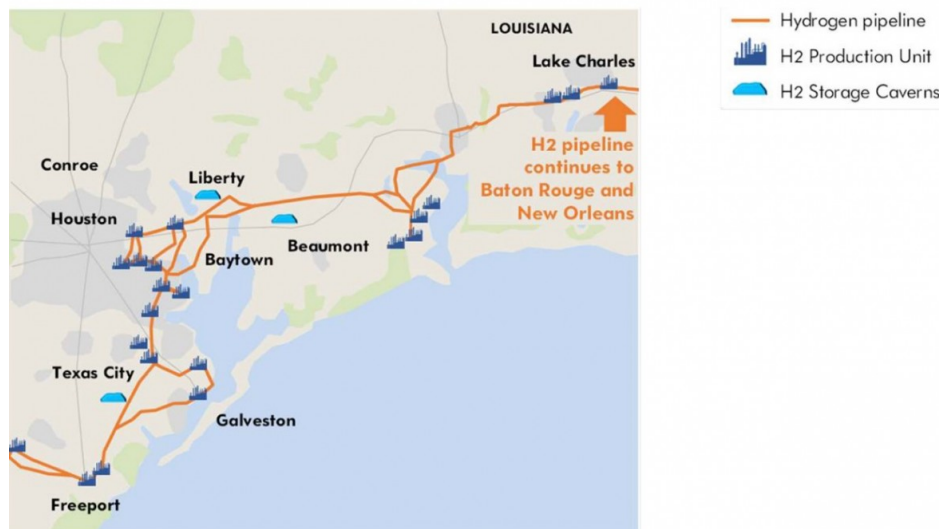 LOUISIANA
Lake Charles
H2 pipeline
continues to
Baton Rouge and
New Orleans
Conroe
Liberty
Houston
Beaumont
Baytown
Texas City
Galveston
Freeport
Hydrogen pipeline
H2 Production Unit
H2 Storage Caverns